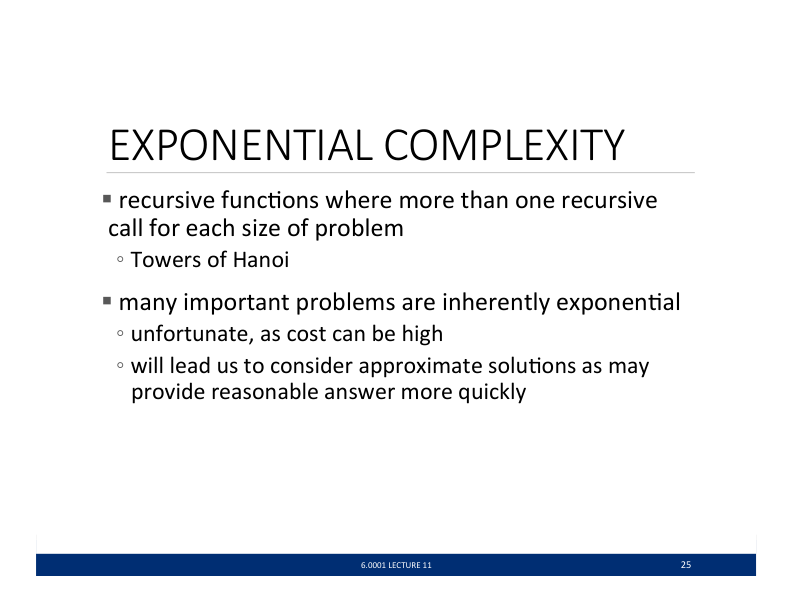 EXPONENTIAL COMPLEXITY
▪ recursive functions where more than one recursive
call for each size of problem
◦ Towers of Hanoi
▪ many important problems are inherently exponential
◦ unfortunate, as cost can be high
◦ will lead us to consider approximate solutions as may
provide reasonable answer more quickly
6.0001 LECTURE 11
25